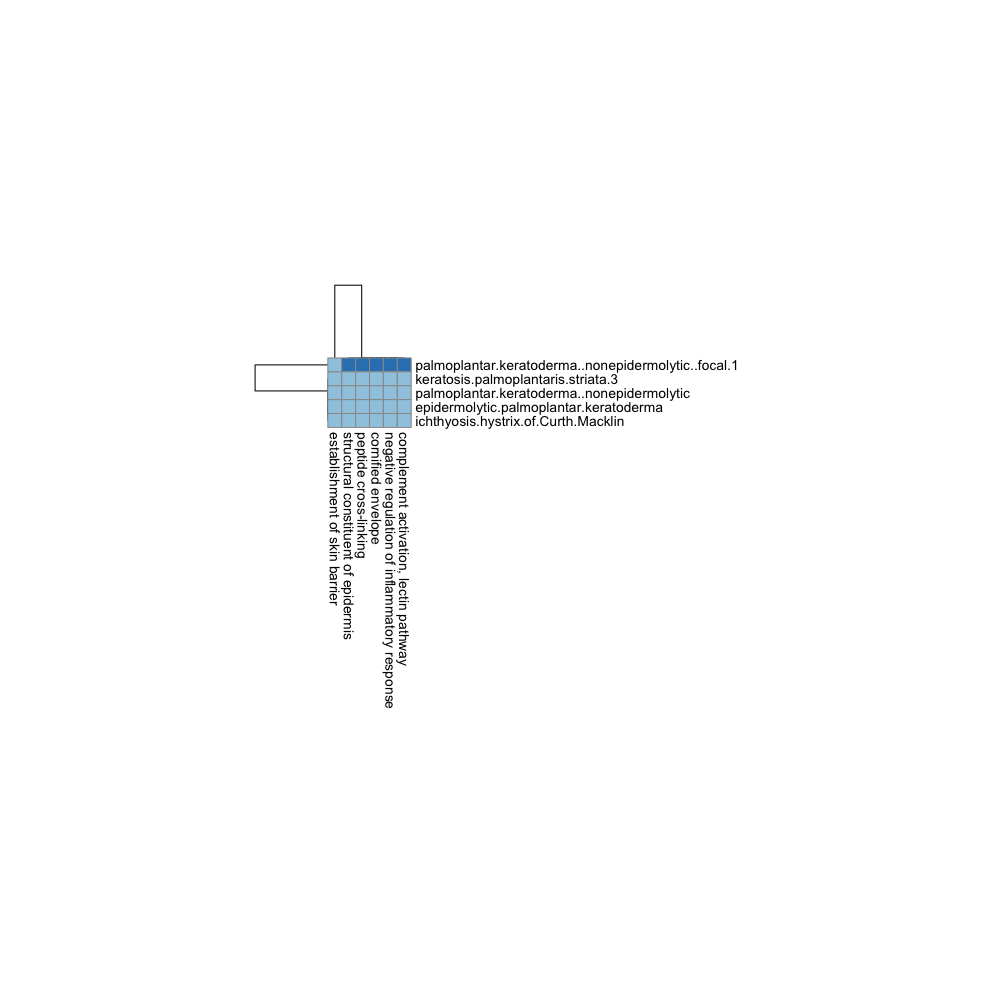 palmoplantar.keratoderma..nonepidermolytic..focal.1
keratosis.palmoplantaris.striata.3
palmoplantar.keratoderma..nonepidermolytic
epidermolytic.palmoplantar.keratoderma
ichthyosis.hystrix.of.Curth.Macklin
establishment of skin barrier
structural constituent of epidermis
peptide cross-linking
cornified envelope
negative regulation of inflammatory response
complement activation, lectin pathway